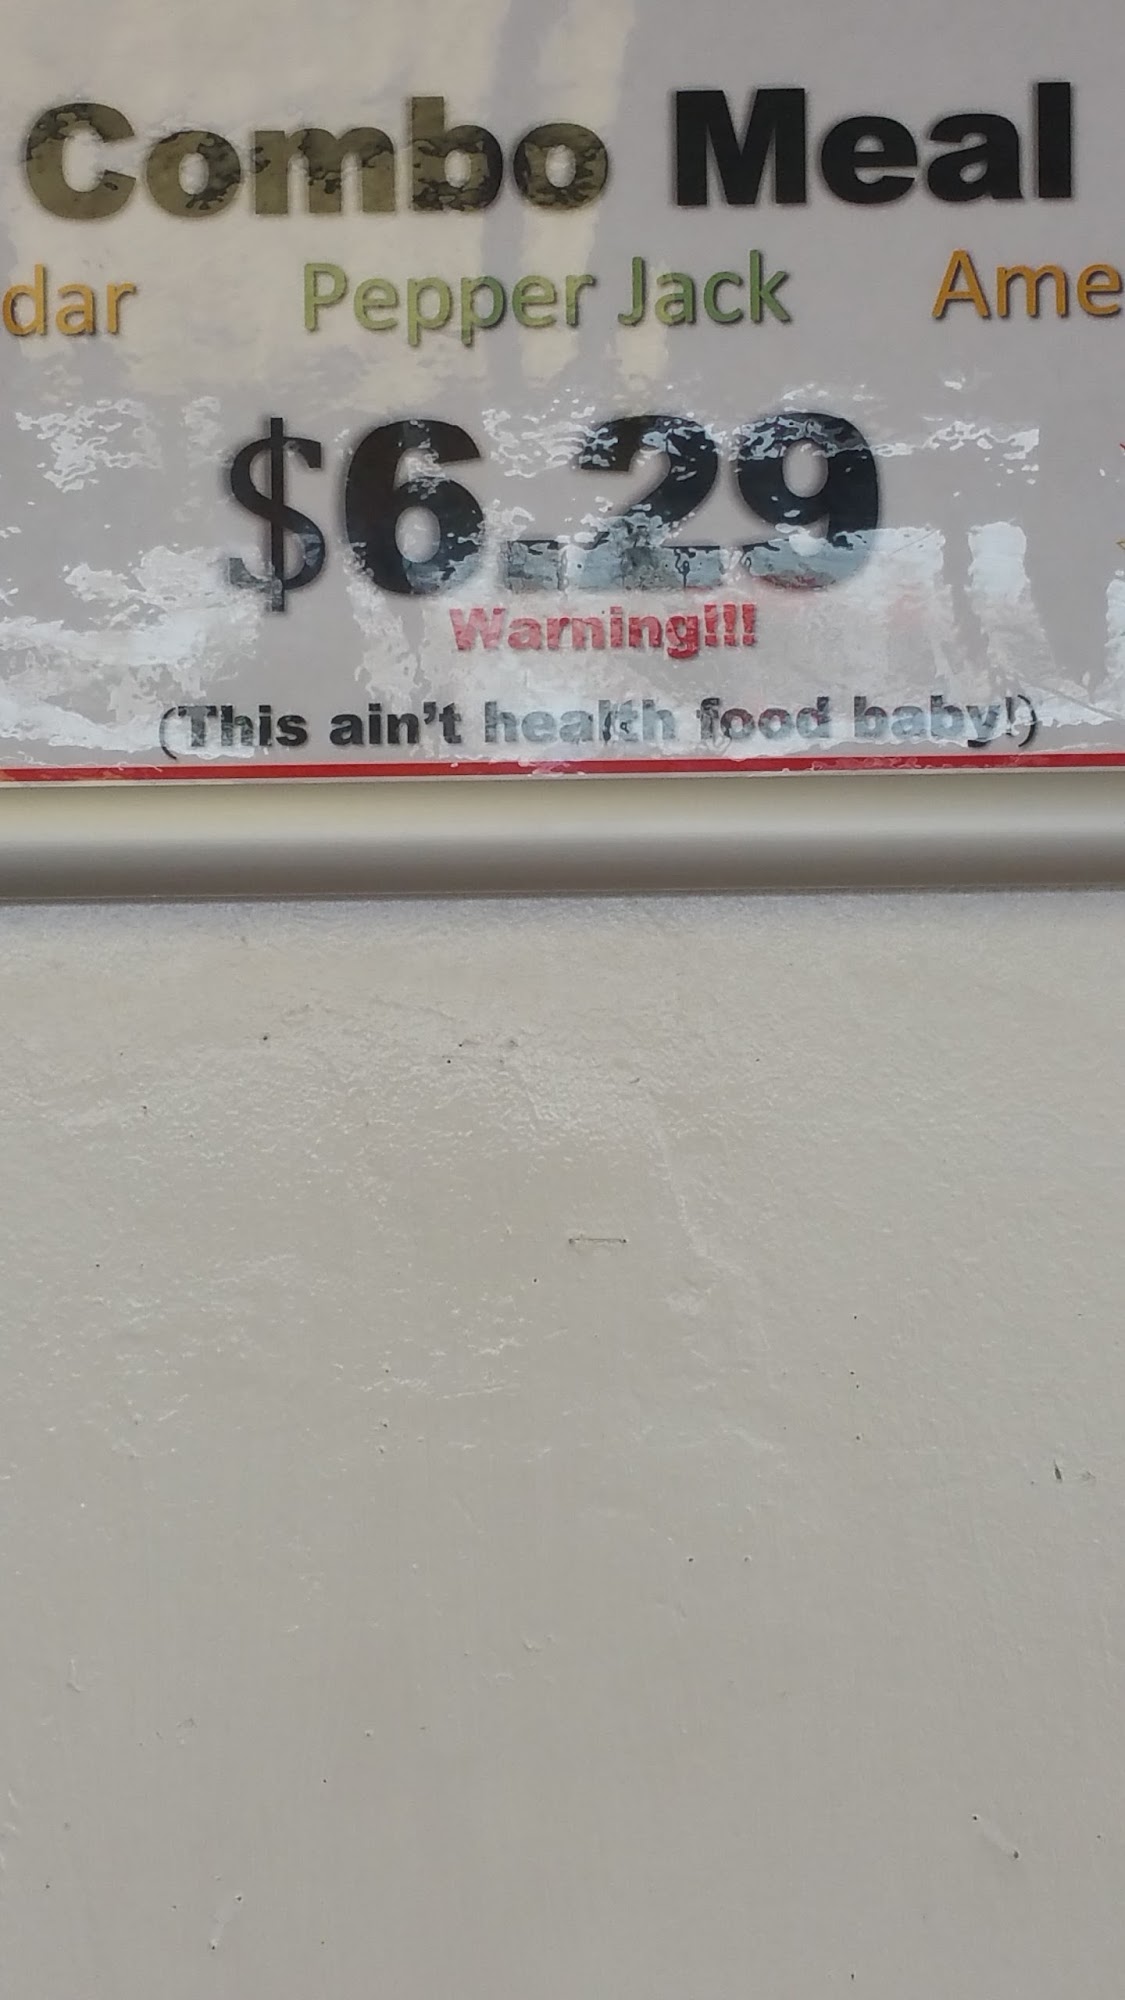 Combo Meal
dar Pepper Jack Ame
$6.29
Warning!!!
(This ain't health food baby!)